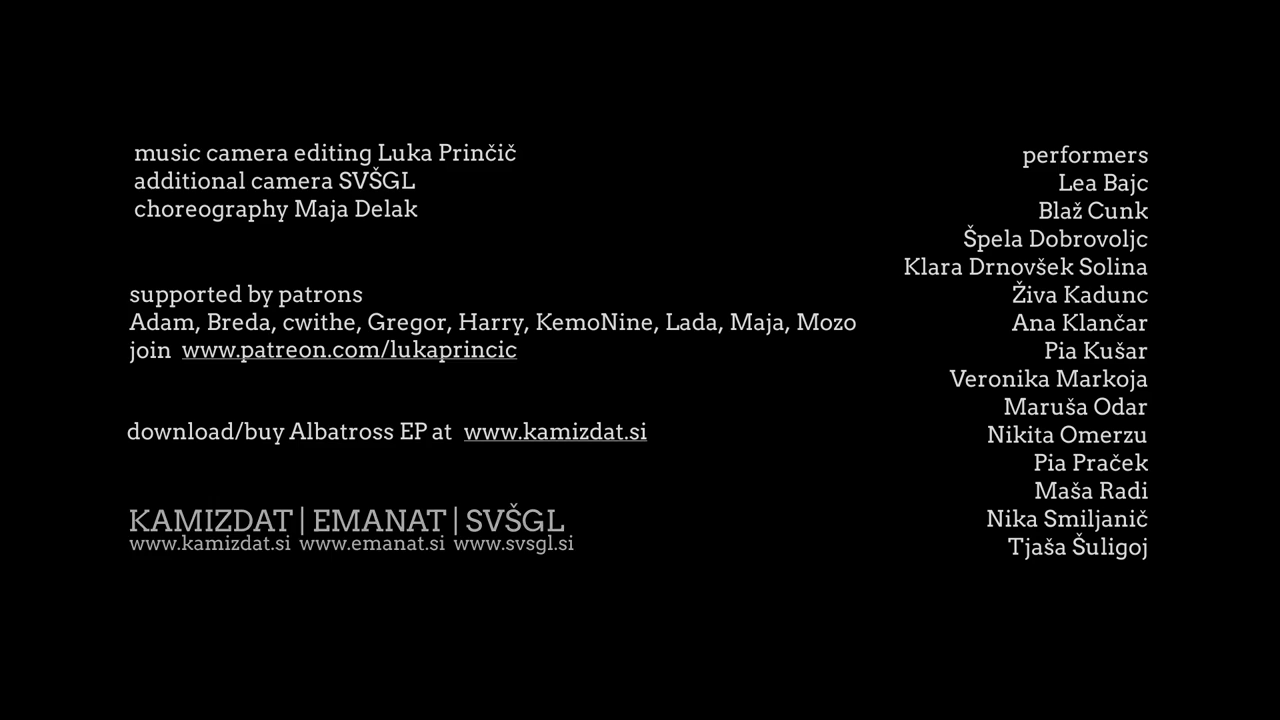 music camera editing Luka Prinčič
additional camera SVŠGL
choreography Maja Delak
supported by patrons
Adam, Breda, cwithe, Gregor, Harry, KemoNine, Lada, Maja, Mozo
join www.patreon.com/lukaprincic
download/buy Albatross EP at www.kamizdat.si
KAMIZDAT | EMANAT | SVŠGL
www.kamizdat.si www.emanat.si www.svsgl.si
performers
Lea Bajc
Blaž Cunk
Špela Dobrovoljc
Klara Drnovšek Solina
Živa Kadunc
Ana Klančar
Pia Kušar
Veronika Markoja
Maruša Odar
Nikita Omerzu
Pia Praček
Maša Radi
Nika Smiljanič
Tjaša Šuligoj